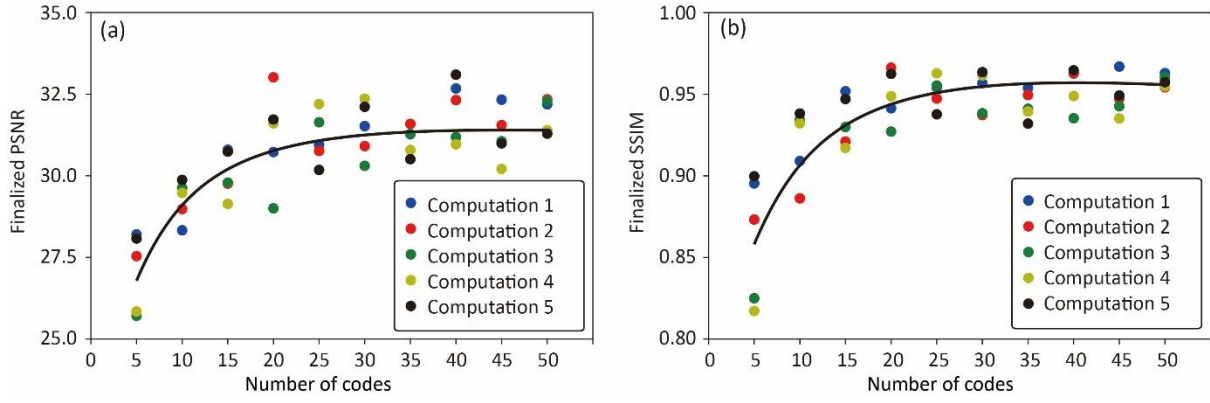 (a)
Finalized PSNR
35.0
32.5
30.0
27.5
25.0
0 5 10 15 20 25 30 35 40 45 50
Number of codes
Computation 1
Computation 2
Computation 3
Computation 4
Computation 5
(b)
Finalized SSIM
1.00
0.95
0.90
0.85
0.80
0 5 10 15 20 25 30 35 40 45 50
Number of codes
Computation 1
Computation 2
Computation 3
Computation 4
Computation 5